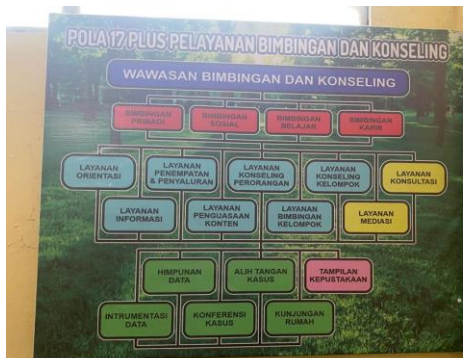 POLA 17 PLUS PELAYANAN BIMBINGAN DAN KONSELING
WAWASAN BIMBINGAN DAN KONSELING
BIMBINGAN
PRIBADI
BIMBINGAN
SOSIAL
BIMBINGAN
BELAJAR
BIMBINGAN
KARIR
LAYANAN
ORIENTASI
LAYANAN
PENEMPATAN
& PENYALURAN
LAYANAN
KONSELING
PERORANGAN
LAYANAN
KONSELING
KELOMPOK
LAYANAN
KONSULTASI
LAYANAN
INFORMASI
LAYANAN
PENGUASAAN
KONTEN
LAYANAN
BIMBINGAN
KELOMPOK
LAYANAN
MEDIASI
HIMPUNAN
DATA
ALIH TANGAN
KASUS
TAMPILAN
KEPUSTAKAAN
INTRUMENTASI
DATA
KONFERENSI
KASUS
KUNJUNGAN
RUMAH